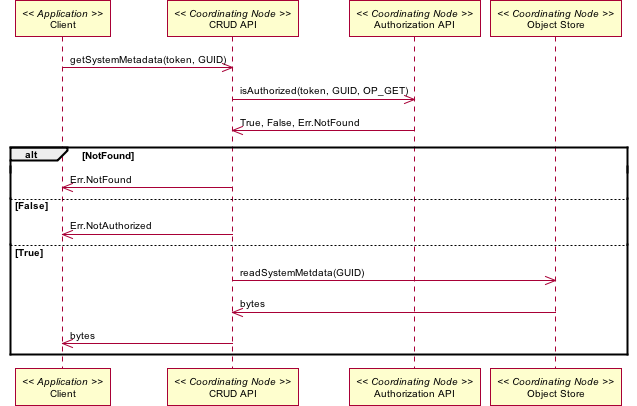 << Application >>
Client
<< Coordinating Node >>
CRUD API
<< Coordinating Node >>
Authorization API
<< Coordinating Node >>
Object Store
getSystemMetadata(token, GUID)
isAuthorized(token, GUID, OP_GET)
True, False, Err.NotFound
alt
[NotFound]
Err.NotFound
[False]
Err.NotAuthorized
[True]
readSystemMetdata(GUID)
bytes
bytes
<< Application >>
Client
<< Coordinating Node >>
CRUD API
<< Coordinating Node >>
Authorization API
<< Coordinating Node >>
Object Store